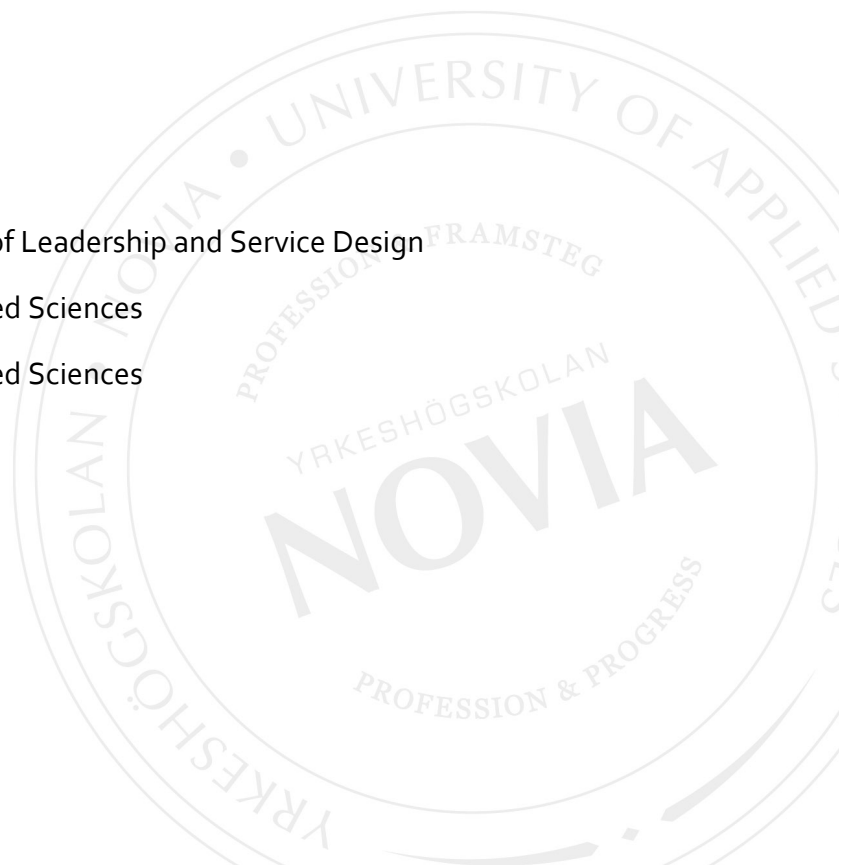 of Leadership and Service Design
ed Sciences
ed Sciences
YRKESHÖGSKOLAN • NOVIA • UNIVERSITY OF APPLIED
PROFESSION & FRAMSTEG
YRKESHÖGSKOLAN
NOVIA
PROFESSION & PROGRESS